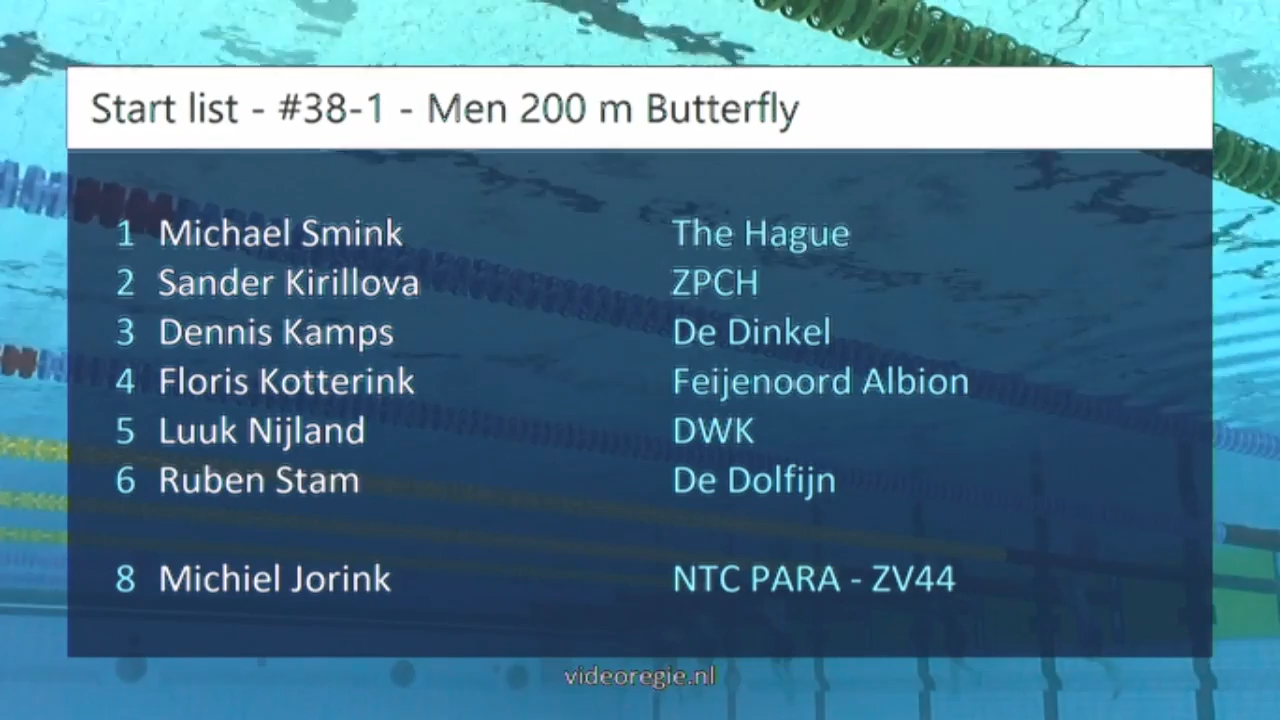 Start list - #38-1 - Men 200 m Butterfly
1 Michael Smink The Hague
2 Sander Kirillova ZPCH
3 Dennis Kamps De Dinkel
4 Floris Kotterink Feijenoord Albion
5 Luuk Nijland DWK
6 Ruben Stam De Dolfijn
8 Michiel Jorink NTC PARA - ZV44
videoregie.nl